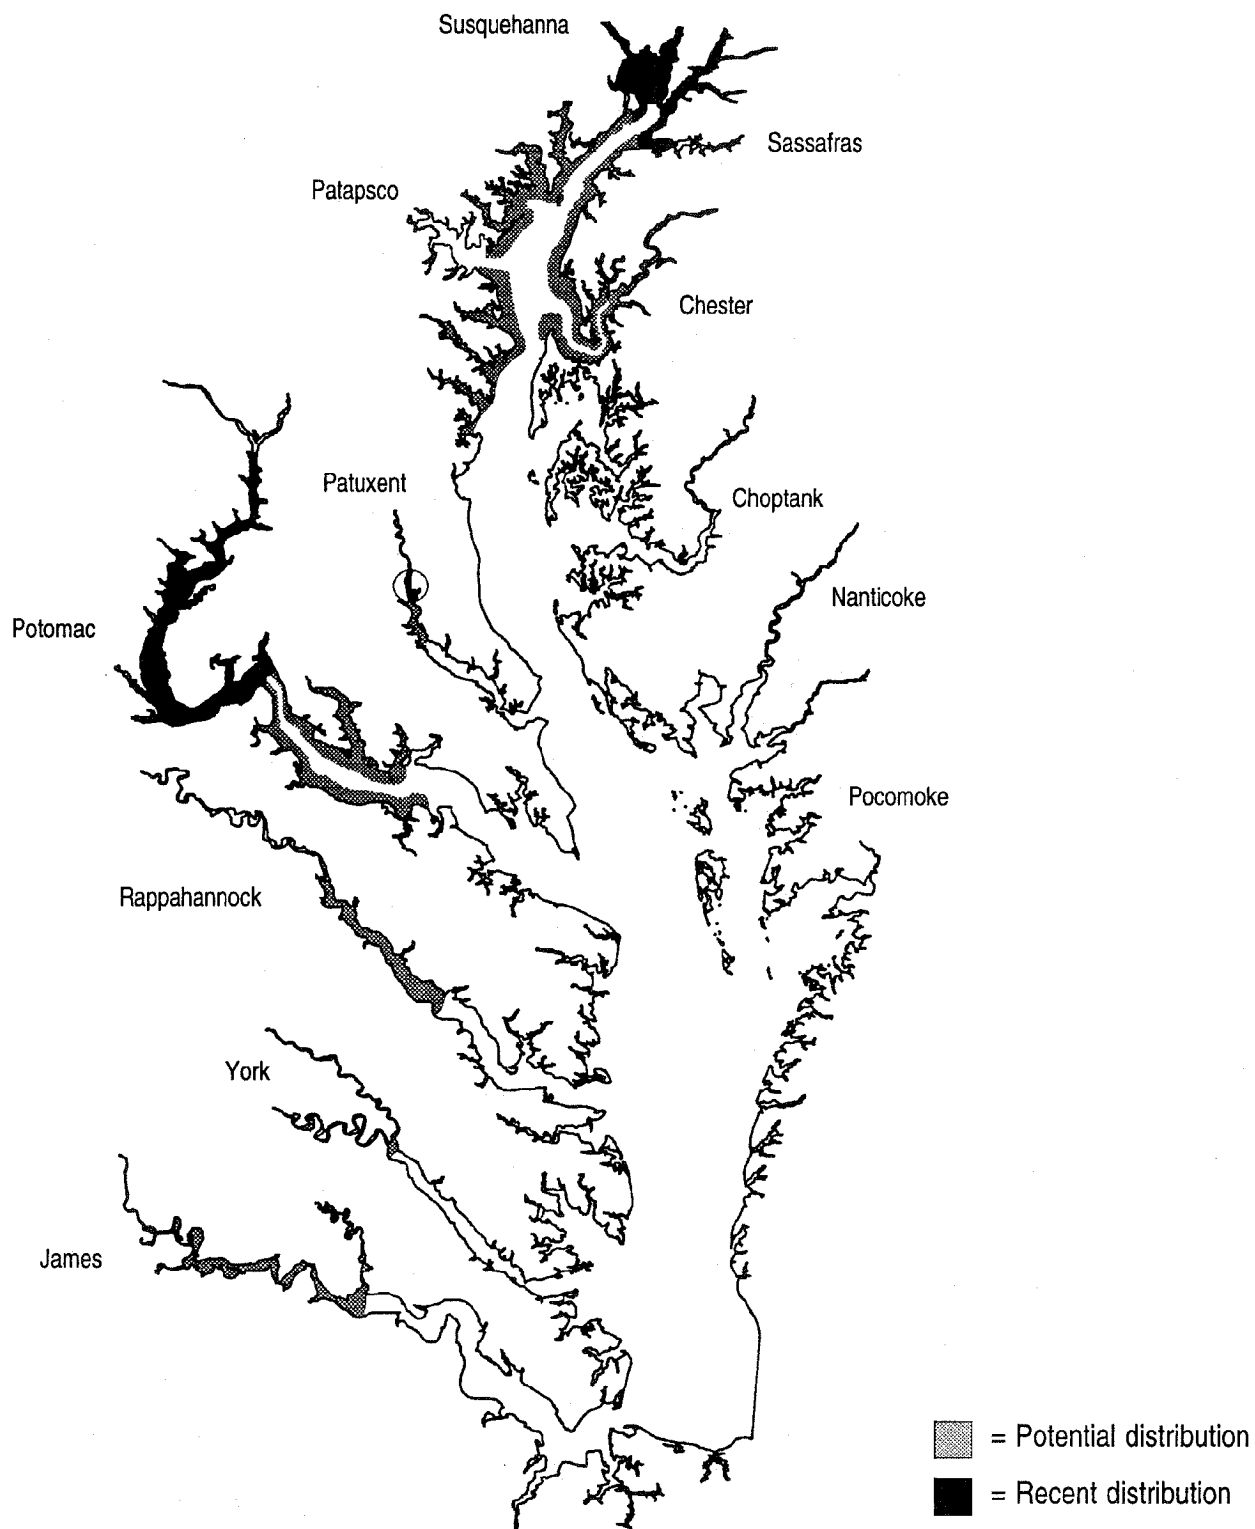 Susquehanna
Sassafras
Patapsco
Chester
Patuxent
Choptank
Nanticoke
Potomac
Pocomoke
Rappahannock
York
James
= Potential distribution
= Recent distribution